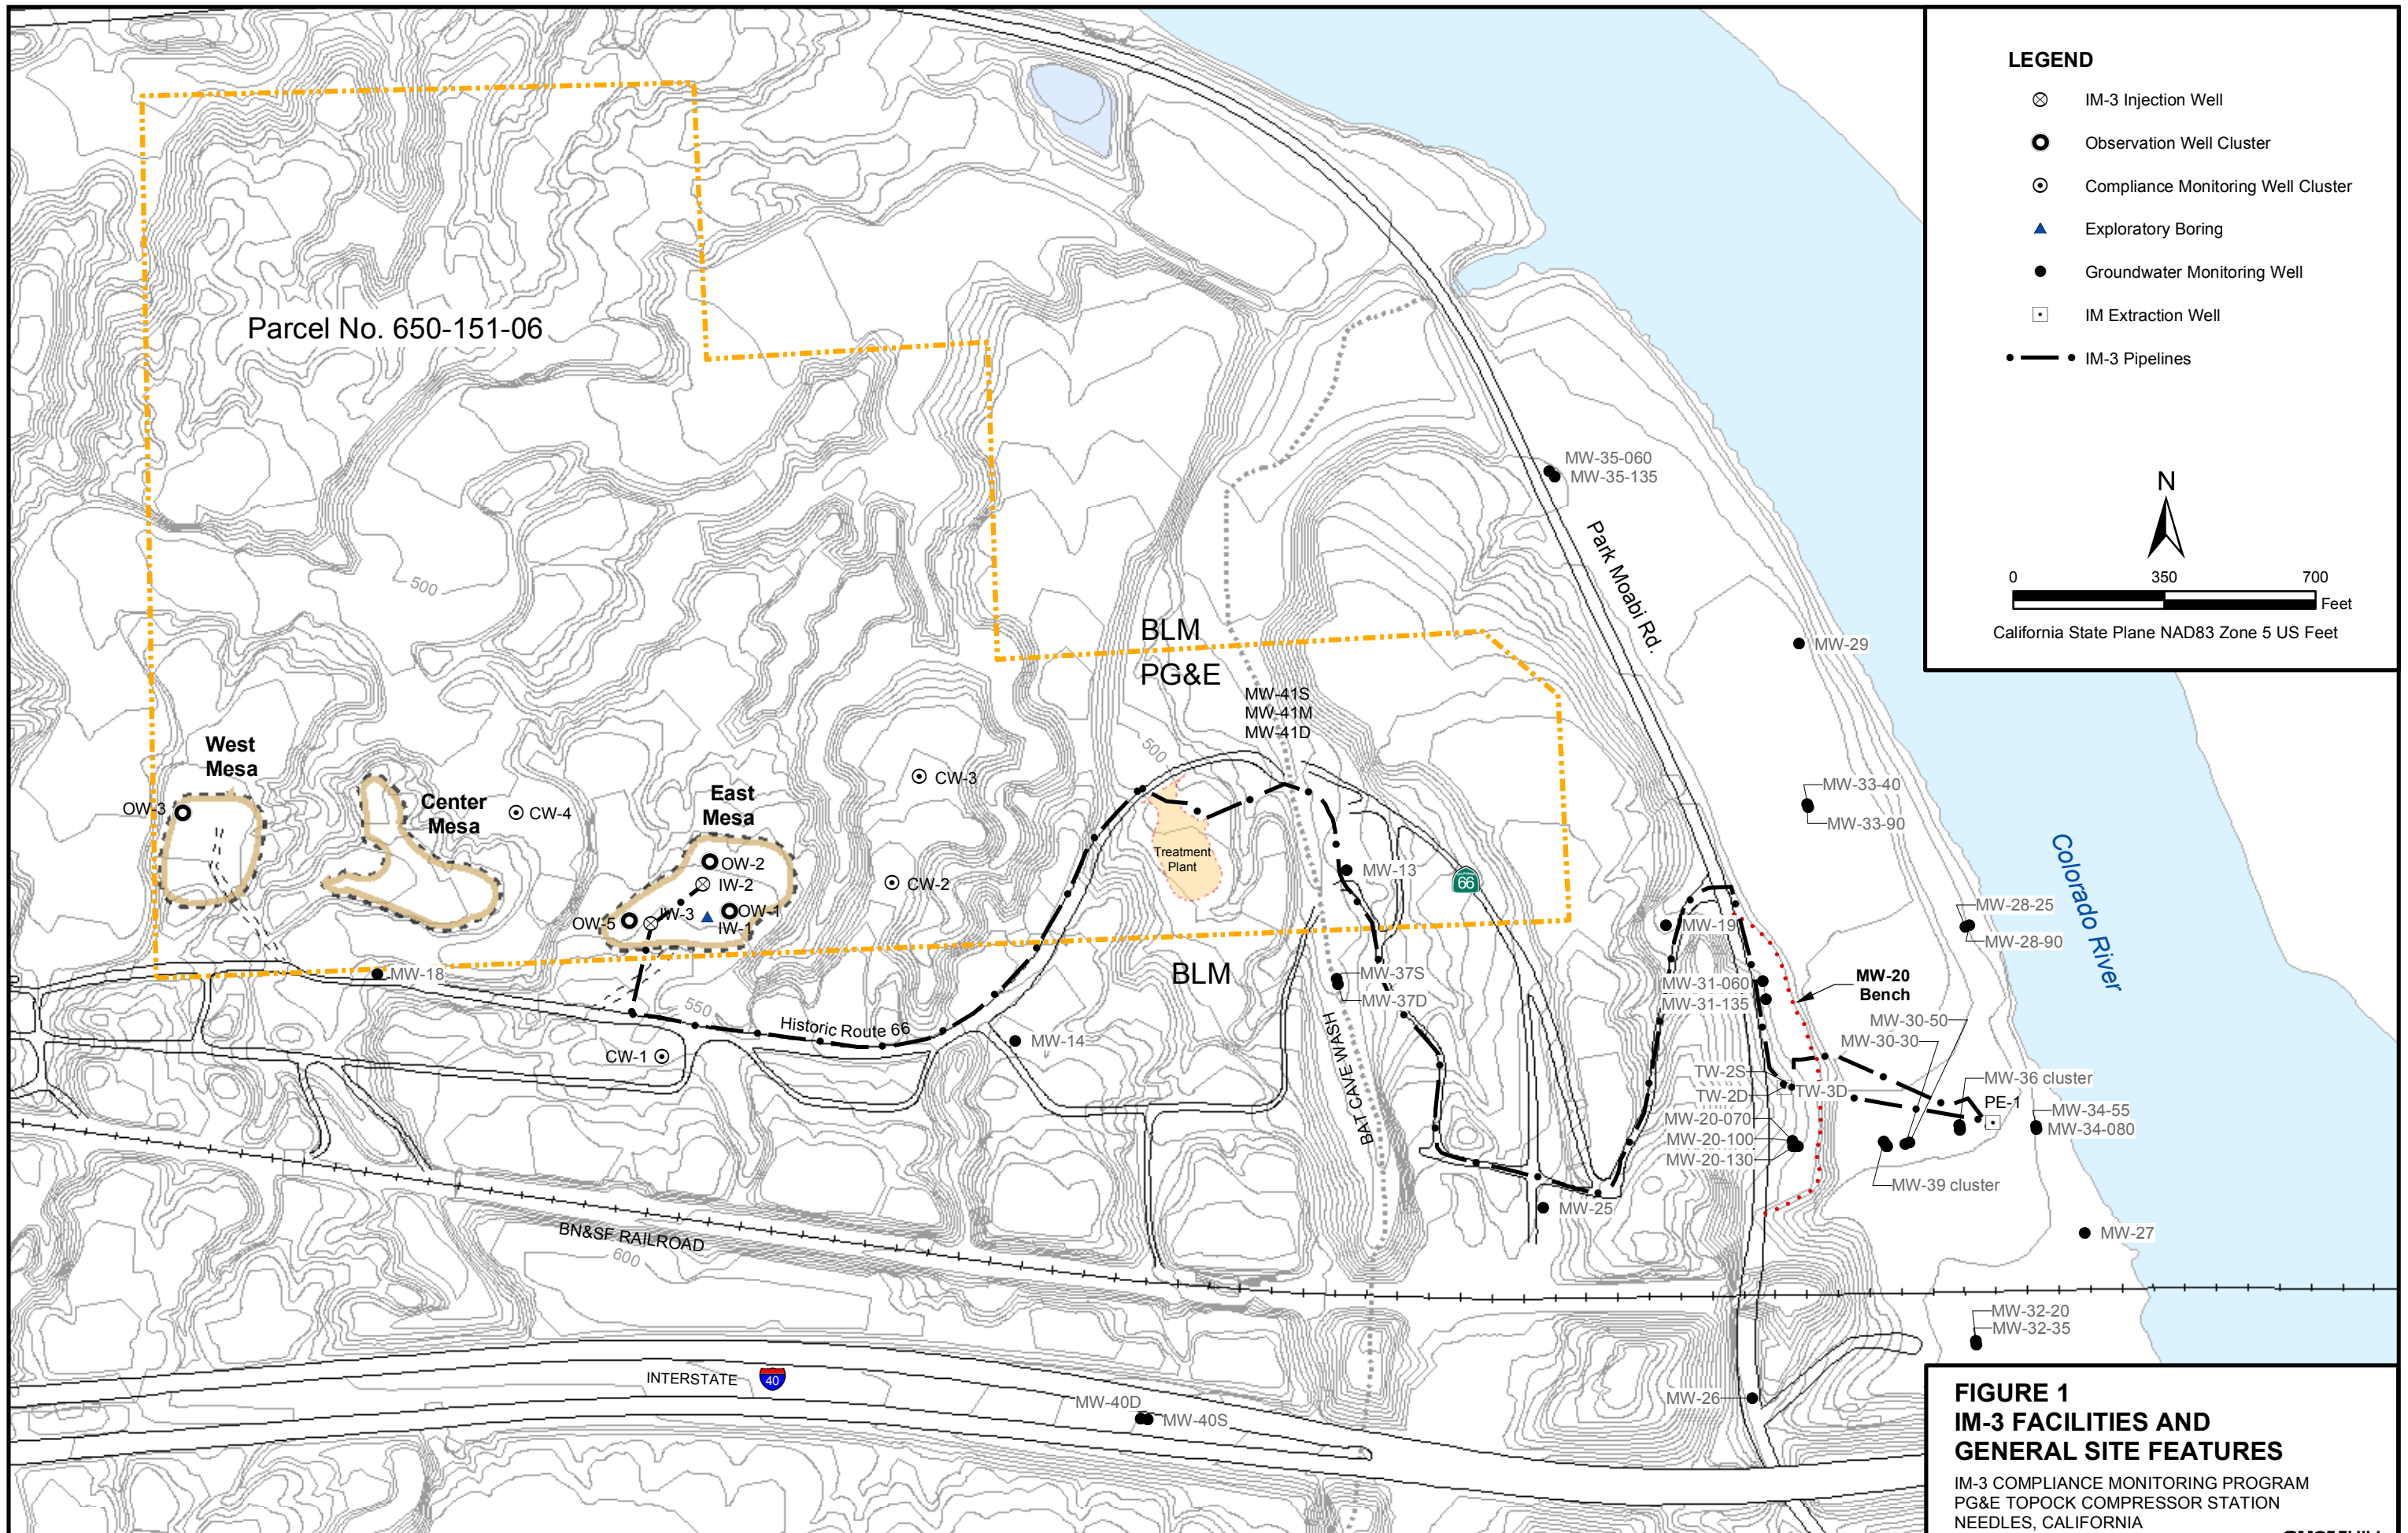 LEGEND
IM-3 Injection Well
Observation Well Cluster
Compliance Monitoring Well Cluster
Exploratory Boring
Groundwater Monitoring Well
IM Extraction Well
IM-3 Pipelines
N
0 350 700
Feet
California State Plane NAD83 Zone 5 US Feet
Parcel No. 650-151-06
MW-35-060
MW-35-135
Park Moabi Rd.
500
BLM
PG&E
MW-29
MW-41S
MW-41M
MW-41D
500
West
Mesa
OW-3
Center
Mesa
CW-4
East
Mesa
CW-3
CW-2
OW-2
IW-2
IW-3
OW-5
OW-1
IW-1
Treatment
Plant
MW-13
66
MW-33-40
MW-33-90
Colorado River
MW-28-25
MW-28-90
MW-19
MW-18
BLM
MW-37S
MW-37D
MW-31-060
MW-31-135
MW-20
Bench
550
Historic Route 66
CW-1
MW-14
BAT CAVE WASH
MW-30-50
MW-30-30
TW-2S
TW-2D
TW-3D
MW-36 cluster
PE-1
MW-34-55
MW-34-080
MW-20-070
MW-20-100
MW-20-130
MW-39 cluster
MW-25
MW-27
BN&SF RAILROAD
600
MW-32-20
MW-32-35
INTERSTATE 40
MW-40D
MW-40S
MW-26
FIGURE 1
IM-3 FACILITIES AND
GENERAL SITE FEATURES
IM-3 COMPLIANCE MONITORING PROGRAM
PG&E TOPOCK COMPRESSOR STATION
NEEDLES, CALIFORNIA